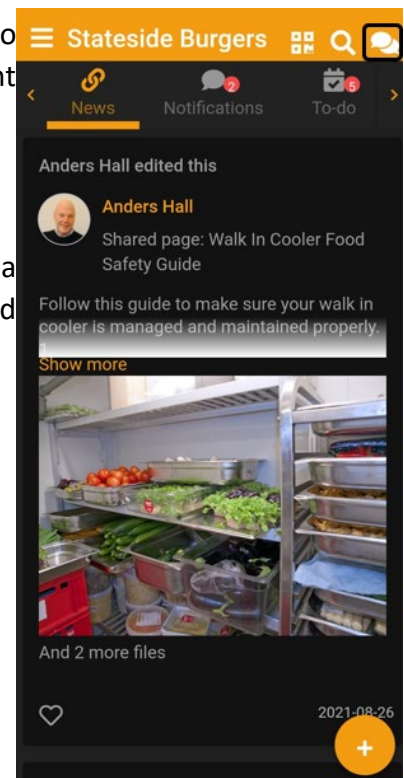 o
nt
a
d
Stateside Burgers
2
5
News
Notifications
To-do
Anders Hall edited this
Anders Hall
Shared page: Walk In Cooler Food
Safety Guide
Follow this guide to make sure your walk in
cooler is managed and maintained properly.
Show more
And 2 more files
2021-08-26
+